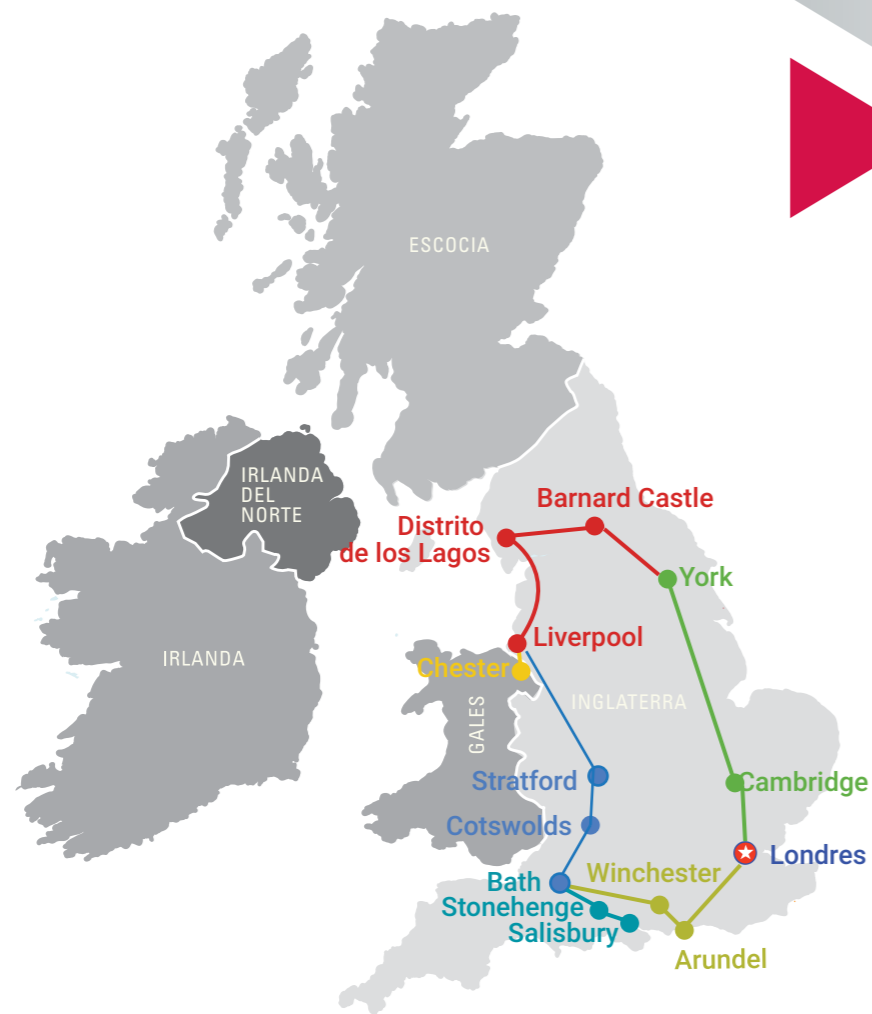 ESCOCIA
IRLANDA
DEL
NORTE
Barnard Castle
Distrito
de los Lagos
York
Liverpool
IRLANDA
Chester
GALES
INGLATERRA
Stratford
Cambridge
Cotswolds
Londres
Winchester
Bath
Stonehenge
Salisbury
Arundel